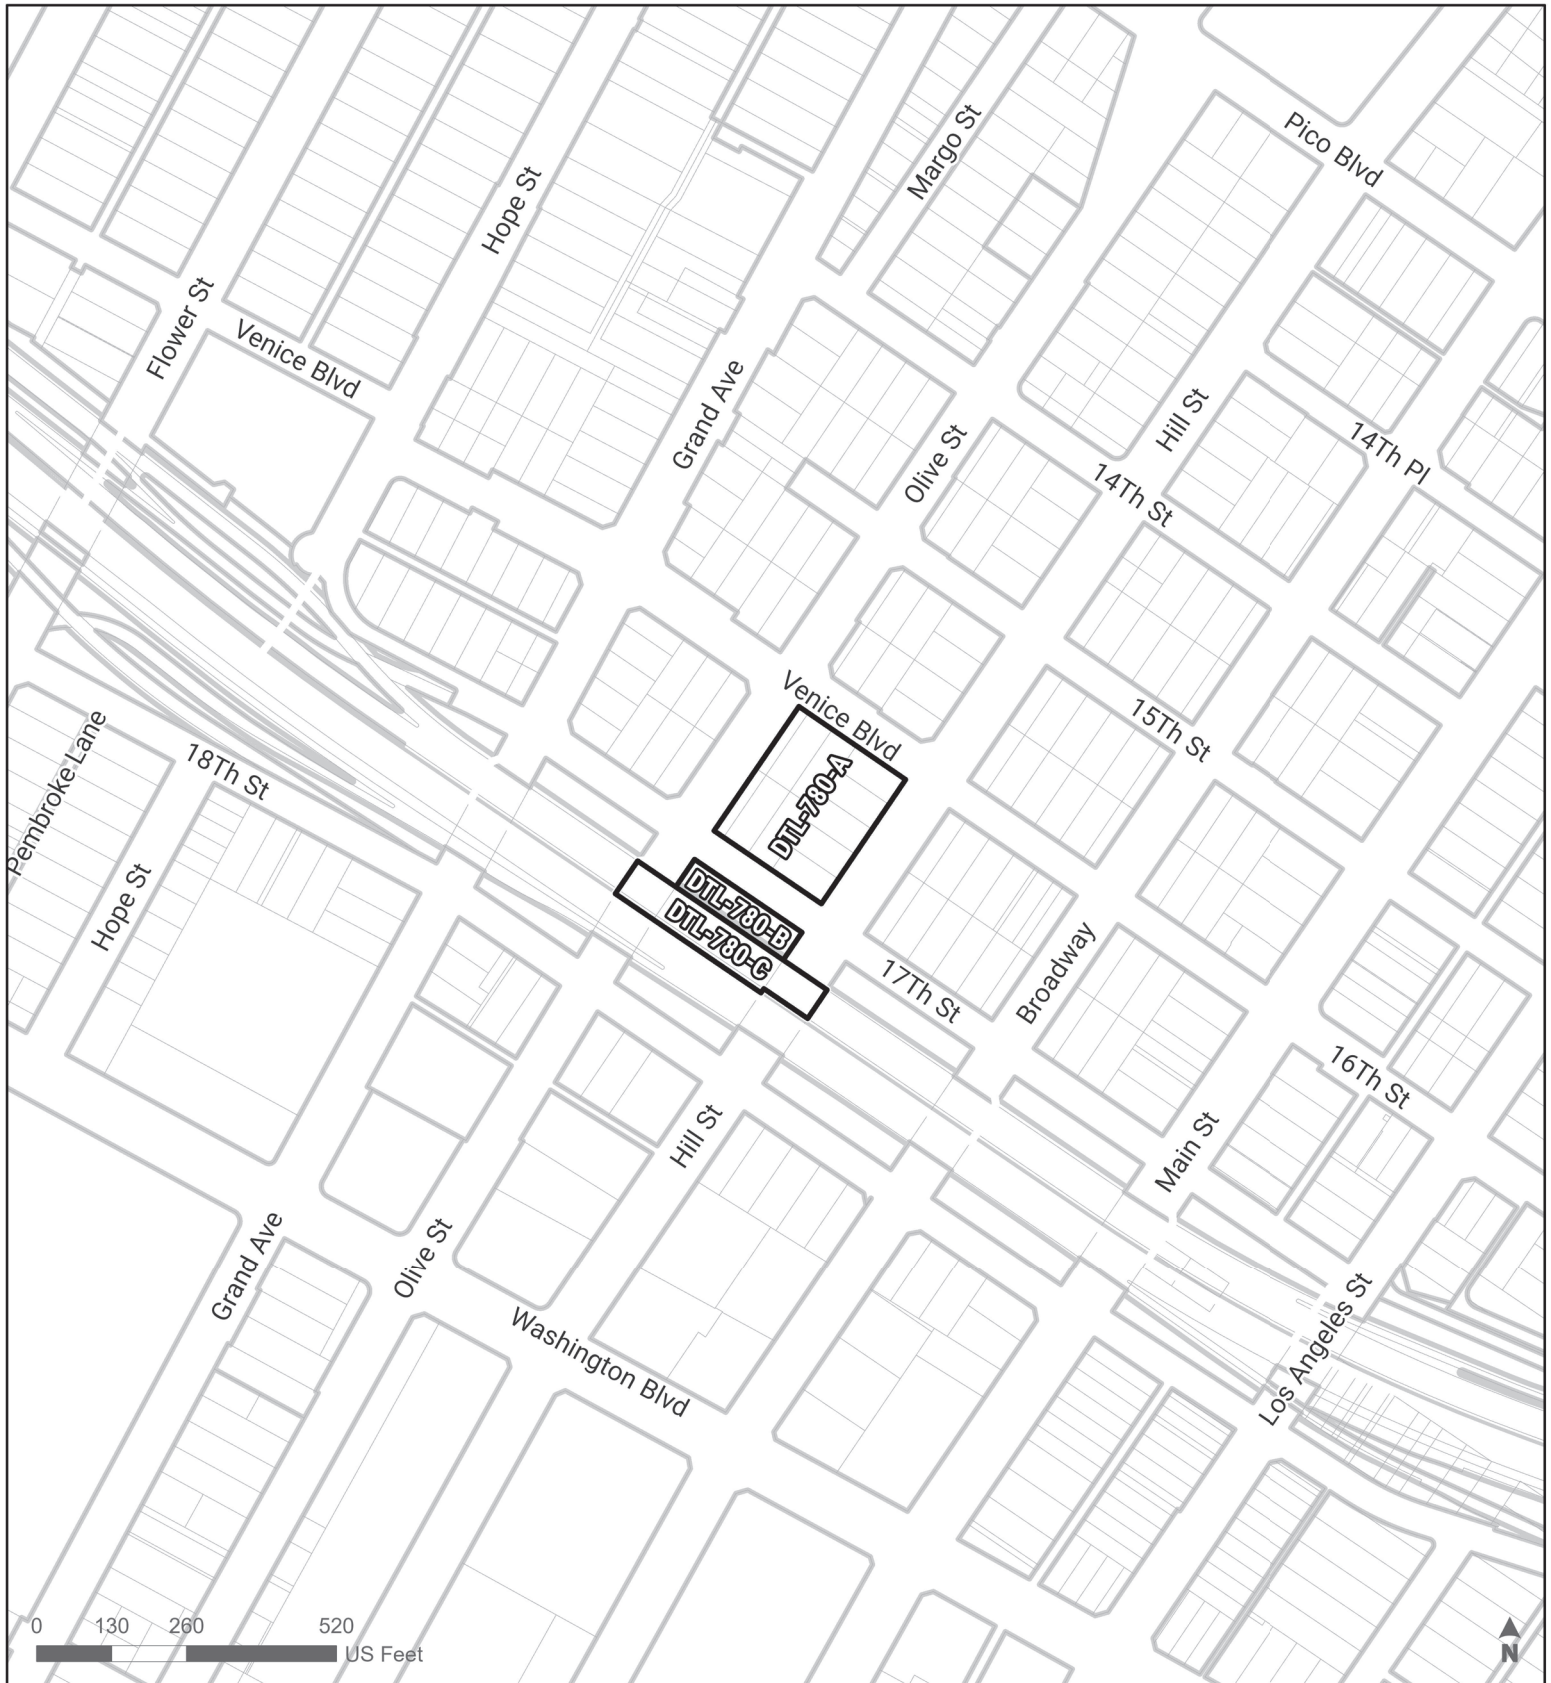 Pico Blvd
Margo St
Hope St
Flower St
Venice Blvd
Grand Ave
Hill St
Olive St
14Th Pl
14Th St
Venice Blvd
15Th St
DTL-780-A
Pembroke Lane
18Th St
DTL-780-B
DTL-780-C
Hope St
17Th St
Broadway
16Th St
Hill St
Main St
Grand Ave
Olive St
Washington Blvd
Los Angeles St
0 130 260 520
US Feet
N